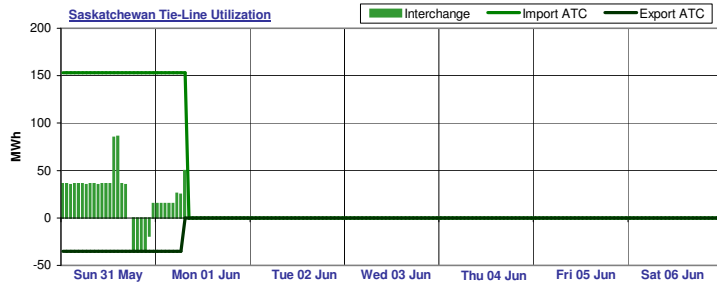 Saskatchewan Tie-Line Utilization
Interchange Import ATC Export ATC
MWh
200
150
100
50
0
-50
Sun 31 May Mon 01 Jun Tue 02 Jun Wed 03 Jun Thu 04 Jun Fri 05 Jun Sat 06 Jun